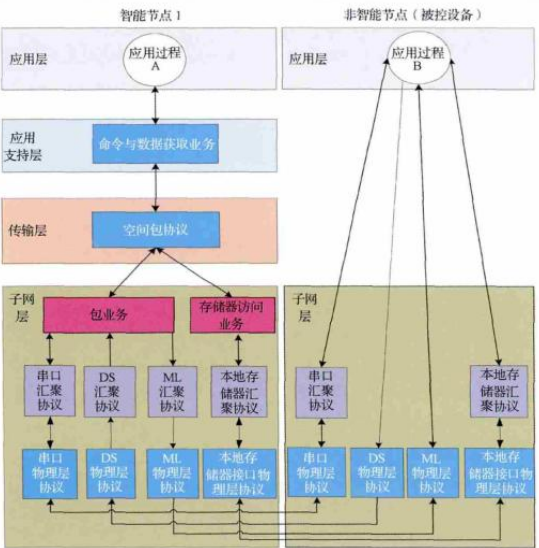 智能节点1
非智能节点（被控设备）
应用层
应用过程
A
应用层
应用过程
B
应用
支持层
命令与数据获取业务
传输层
空间包协议
子网
层
包业务
存储器访问
业务
子网
层
串口
汇聚
协议
DS
汇聚
协议
ML
汇聚
协议
本地存
储器汇
聚协议
串口
汇聚
协议
本地存
储器汇
聚协议
串口
物理层
协议
DS
物理层
协议
ML
物理层
协议
本地存
储器接口物
理层协议
串口
物理层
协议
DS
物理层
协议
ML
物理层
协议
本地存
储器接口物
理层协议